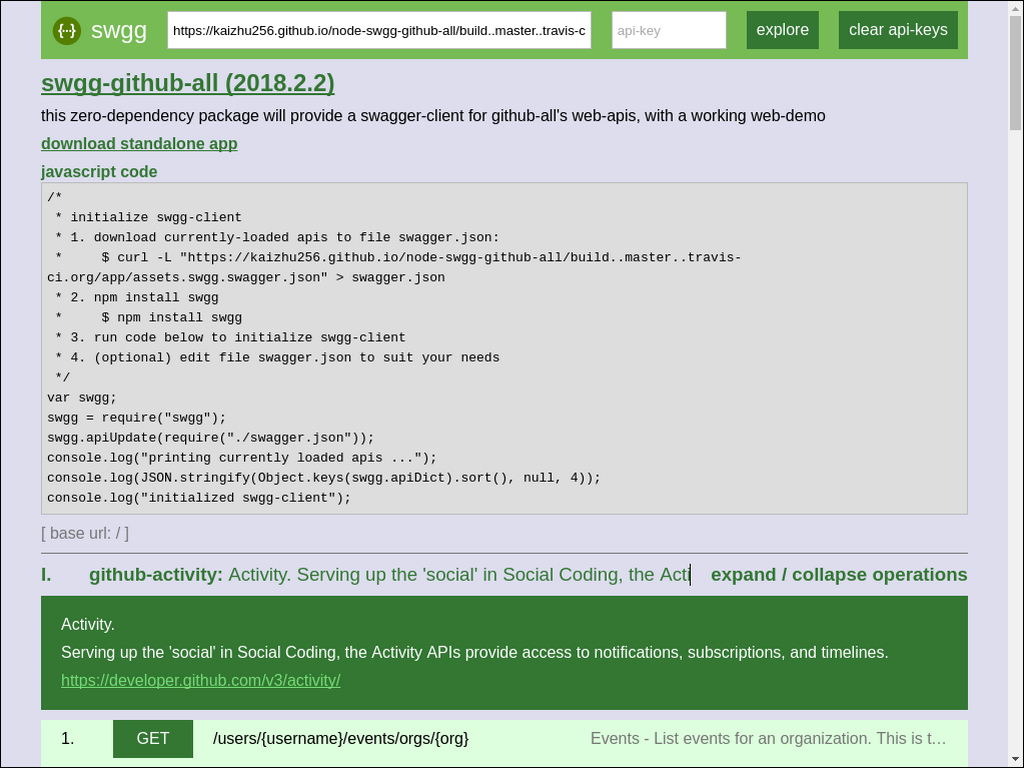 {··} swgg https://kaizhu256.github.io/node-swgg-github-all/build..master..travis-c api-key explore clear api-keys
swgg-github-all (2018.2.2)
this zero-dependency package will provide a swagger-client for github-all's web-apis, with a working web-demo
download standalone app
javascript code
/*
 * initialize swgg-client
 * 1. download currently-loaded apis to file swagger.json:
 *     $ curl -L "https://kaizhu256.github.io/node-swgg-github-all/build..master..travis-
ci.org/app/assets.swgg.swagger.json" > swagger.json
 * 2. npm install swgg
 *     $ npm install swgg
 * 3. run code below to initialize swgg-client
 * 4. (optional) edit file swagger.json to suit your needs
 */
var swgg;
swgg = require("swgg");
swgg.apiUpdate(require("./swagger.json"));
console.log("printing currently loaded apis ...");
console.log(JSON.stringify(Object.keys(swgg.apiDict).sort(), null, 4));
console.log("initialized swgg-client");
[ base url: / ]
I. github-activity: Activity. Serving up the 'social' in Social Coding, the Acti expand / collapse operations
Activity.
Serving up the 'social' in Social Coding, the Activity APIs provide access to notifications, subscriptions, and timelines.
https://developer.github.com/v3/activity/
1. GET /users/{username}/events/orgs/{org} Events - List events for an organization. This is t…